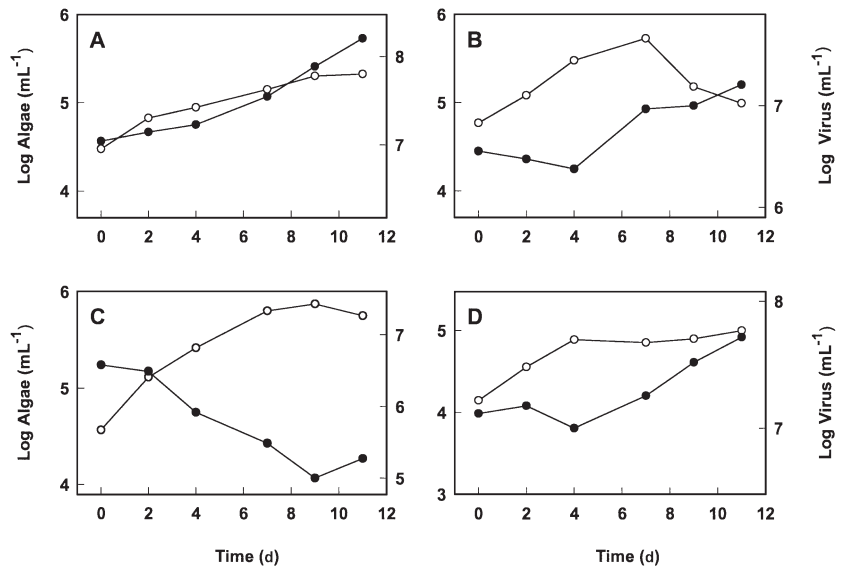 6 8 6
A B
5 5
7 7
4 4
6
0 2 4 6 8 10 12 0 2 4 6 8 10 12
Log Algae (mL⁻¹) Log Virus (mL⁻¹)
6 8
C D
7 5
5 6 4 7
4 5 3
0 2 4 6 8 10 12 0 2 4 6 8 10 12
Log Algae (mL⁻¹) Log Virus (mL⁻¹)
Time (d) Time (d)